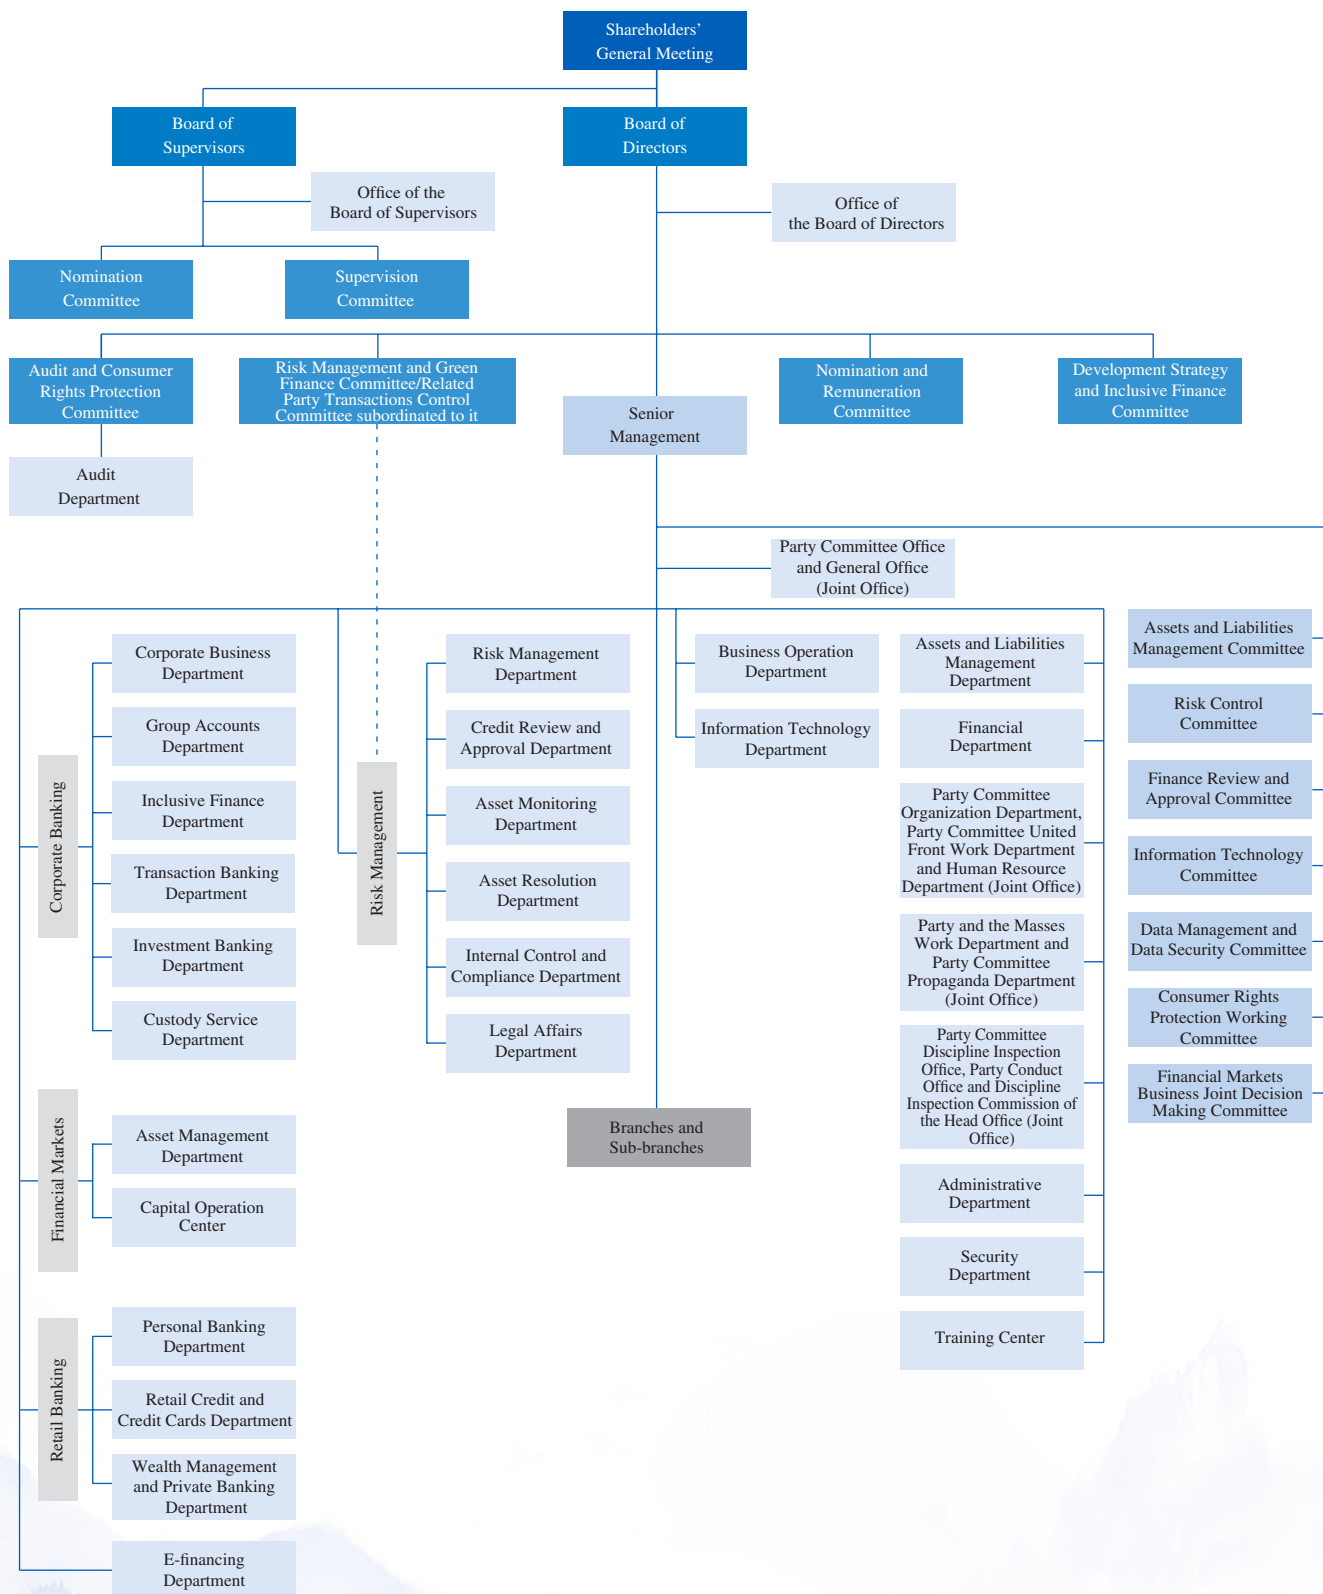 Shareholders'
General Meeting
Board of
Supervisors
Board of
Directors
Office of the
Board of Supervisors
Office of
the Board of Directors
Nomination
Committee
Supervision
Committee
Audit and Consumer
Rights Protection
Committee
Risk Management and Green
Finance Committee/Related
Party Transactions Control
Committee subordinated to it
Nomination and
Remuneration
Committee
Development Strategy
and Inclusive Finance
Committee
Senior
Management
Audit
Department
Party Committee Office
and General Office
(Joint Office)
Corporate Banking
Corporate Business
Department
Group Accounts
Department
Inclusive Finance
Department
Transaction Banking
Department
Investment Banking
Department
Custody Service
Department
Financial Markets
Asset Management
Department
Capital Operation
Center
Retail Banking
Personal Banking
Department
Retail Credit and
Credit Cards Department
Wealth Management
and Private Banking
Department
E-financing
Department
Risk Management
Risk Management
Department
Credit Review and
Approval Department
Asset Monitoring
Department
Asset Resolution
Department
Internal Control and
Compliance Department
Legal Affairs
Department
Branches and
Sub-branches
Business Operation
Department
Information Technology
Department
Assets and Liabilities
Management
Department
Financial
Department
Party Committee
Organization Department,
Party Committee United
Front Work Department
and Human Resource
Department (Joint Office)
Party and the Masses
Work Department and
Party Committee
Propaganda Department
(Joint Office)
Party Committee
Discipline Inspection
Office, Party Conduct
Office and Discipline
Inspection Commission of
the Head Office (Joint
Office)
Administrative
Department
Security
Department
Training Center
Assets and Liabilities
Management Committee
Risk Control
Committee
Finance Review and
Approval Committee
Information Technology
Committee
Data Management and
Data Security Committee
Consumer Rights
Protection Working
Committee
Financial Markets
Business Joint Decision
Making Committee